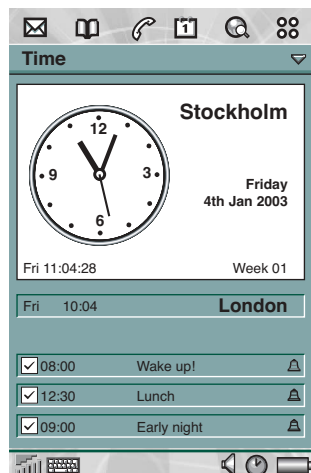 1
Time
Stockholm
12
9
3
6
Friday
4th Jan 2003
Fri 11:04:28
Week 01
Fri 10:04 London
08:00 Wake up!
12:30 Lunch
09:00 Early night